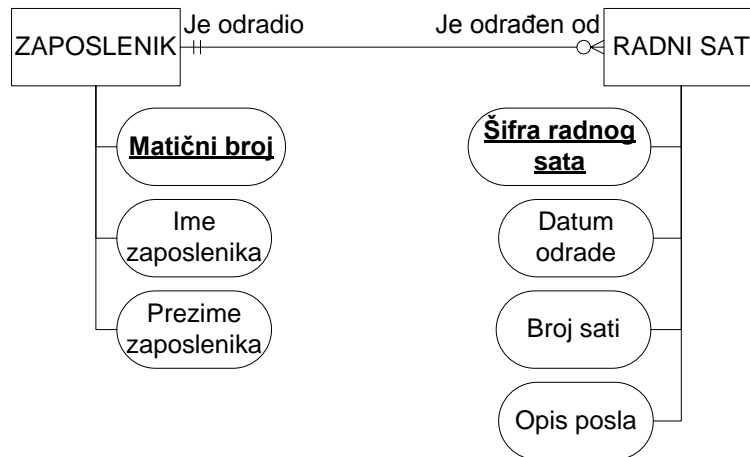 ZAPOSLENIK
Je odradio
Je odrađen od
RADNI SAT
Matični broj
Ime
zaposlenika
Prezime
zaposlenika
Šifra radnog
sata
Datum
odrade
Broj sati
Opis posla